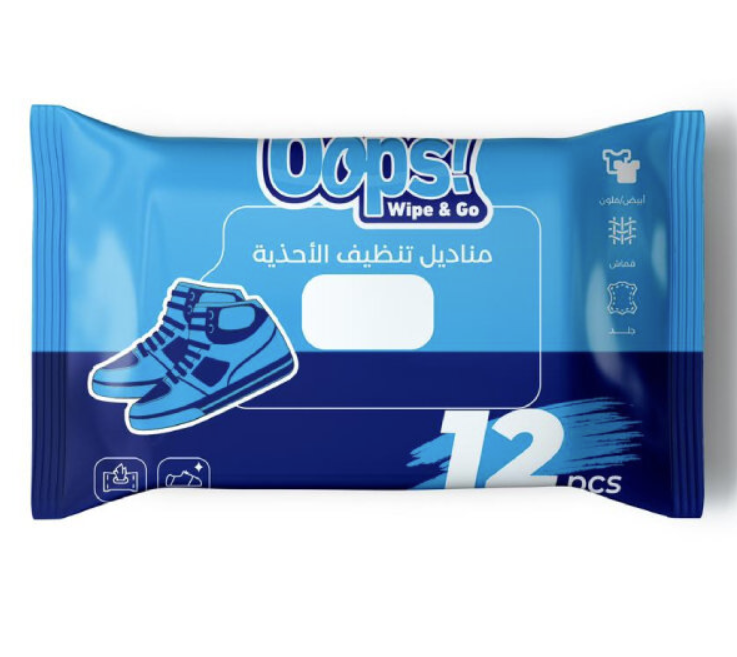 Oops!
Wipe & Go
مناديل تنظيف الأحذية
أبيض/ملون
قماش
جلد
12 pcs